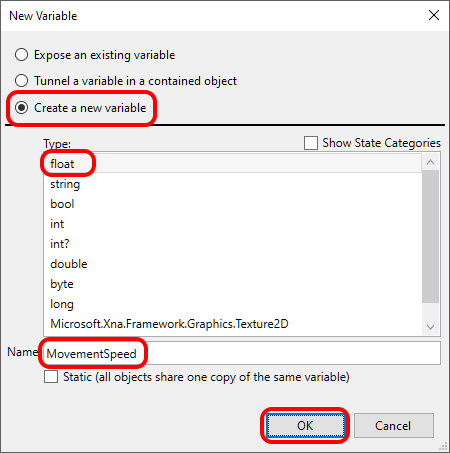 New Variable
Expose an existing variable
Tunnel a variable in a contained object
Create a new variable
Type:
Show State Categories
float
string
bool
int
int?
double
byte
long
Microsoft.Xna.Framework.Graphics.Texture2D
Name
MovementSpeed
Static (all objects share one copy of the same variable)
OK
Cancel